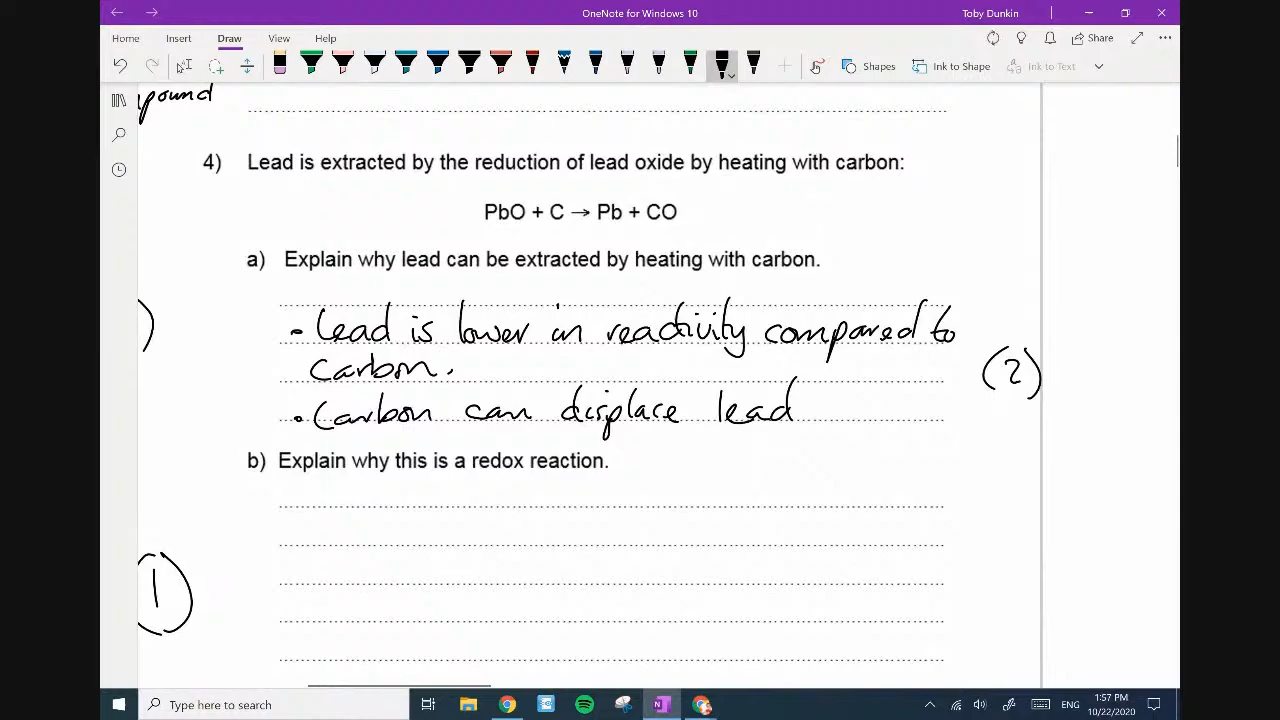 OneNote for Windows 10
Toby Dunkin
Home Insert Draw View Help
Share
Shapes
Ink to Shape
Ink to Text
pound
4) Lead is extracted by the reduction of lead oxide by heating with carbon:
PbO + C → Pb + CO
a) Explain why lead can be extracted by heating with carbon.
• Lead is lower in reactivity compared to
carbon.
(2)
• Carbon can displace lead
b) Explain why this is a redox reaction.
1
Type here to search
ENG
1:57 PM
10/22/2020